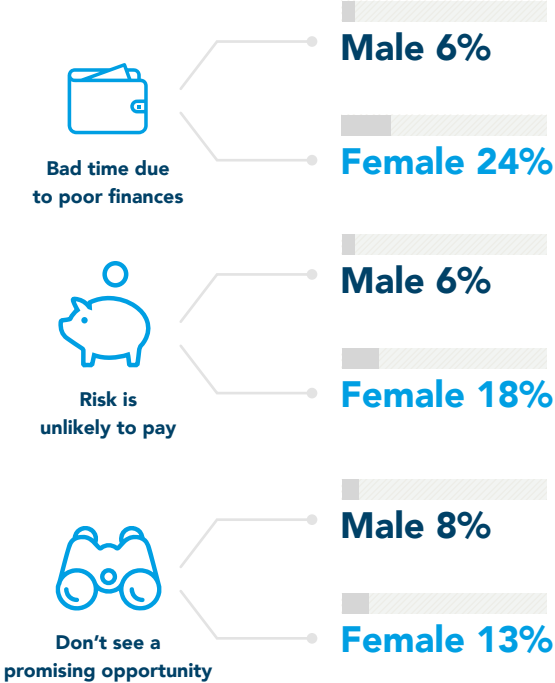 Male 6%
Bad time due
to poor finances
Female 24%
Male 6%
Risk is
unlikely to pay
Female 18%
Male 8%
Don't see a
promising opportunity
Female 13%